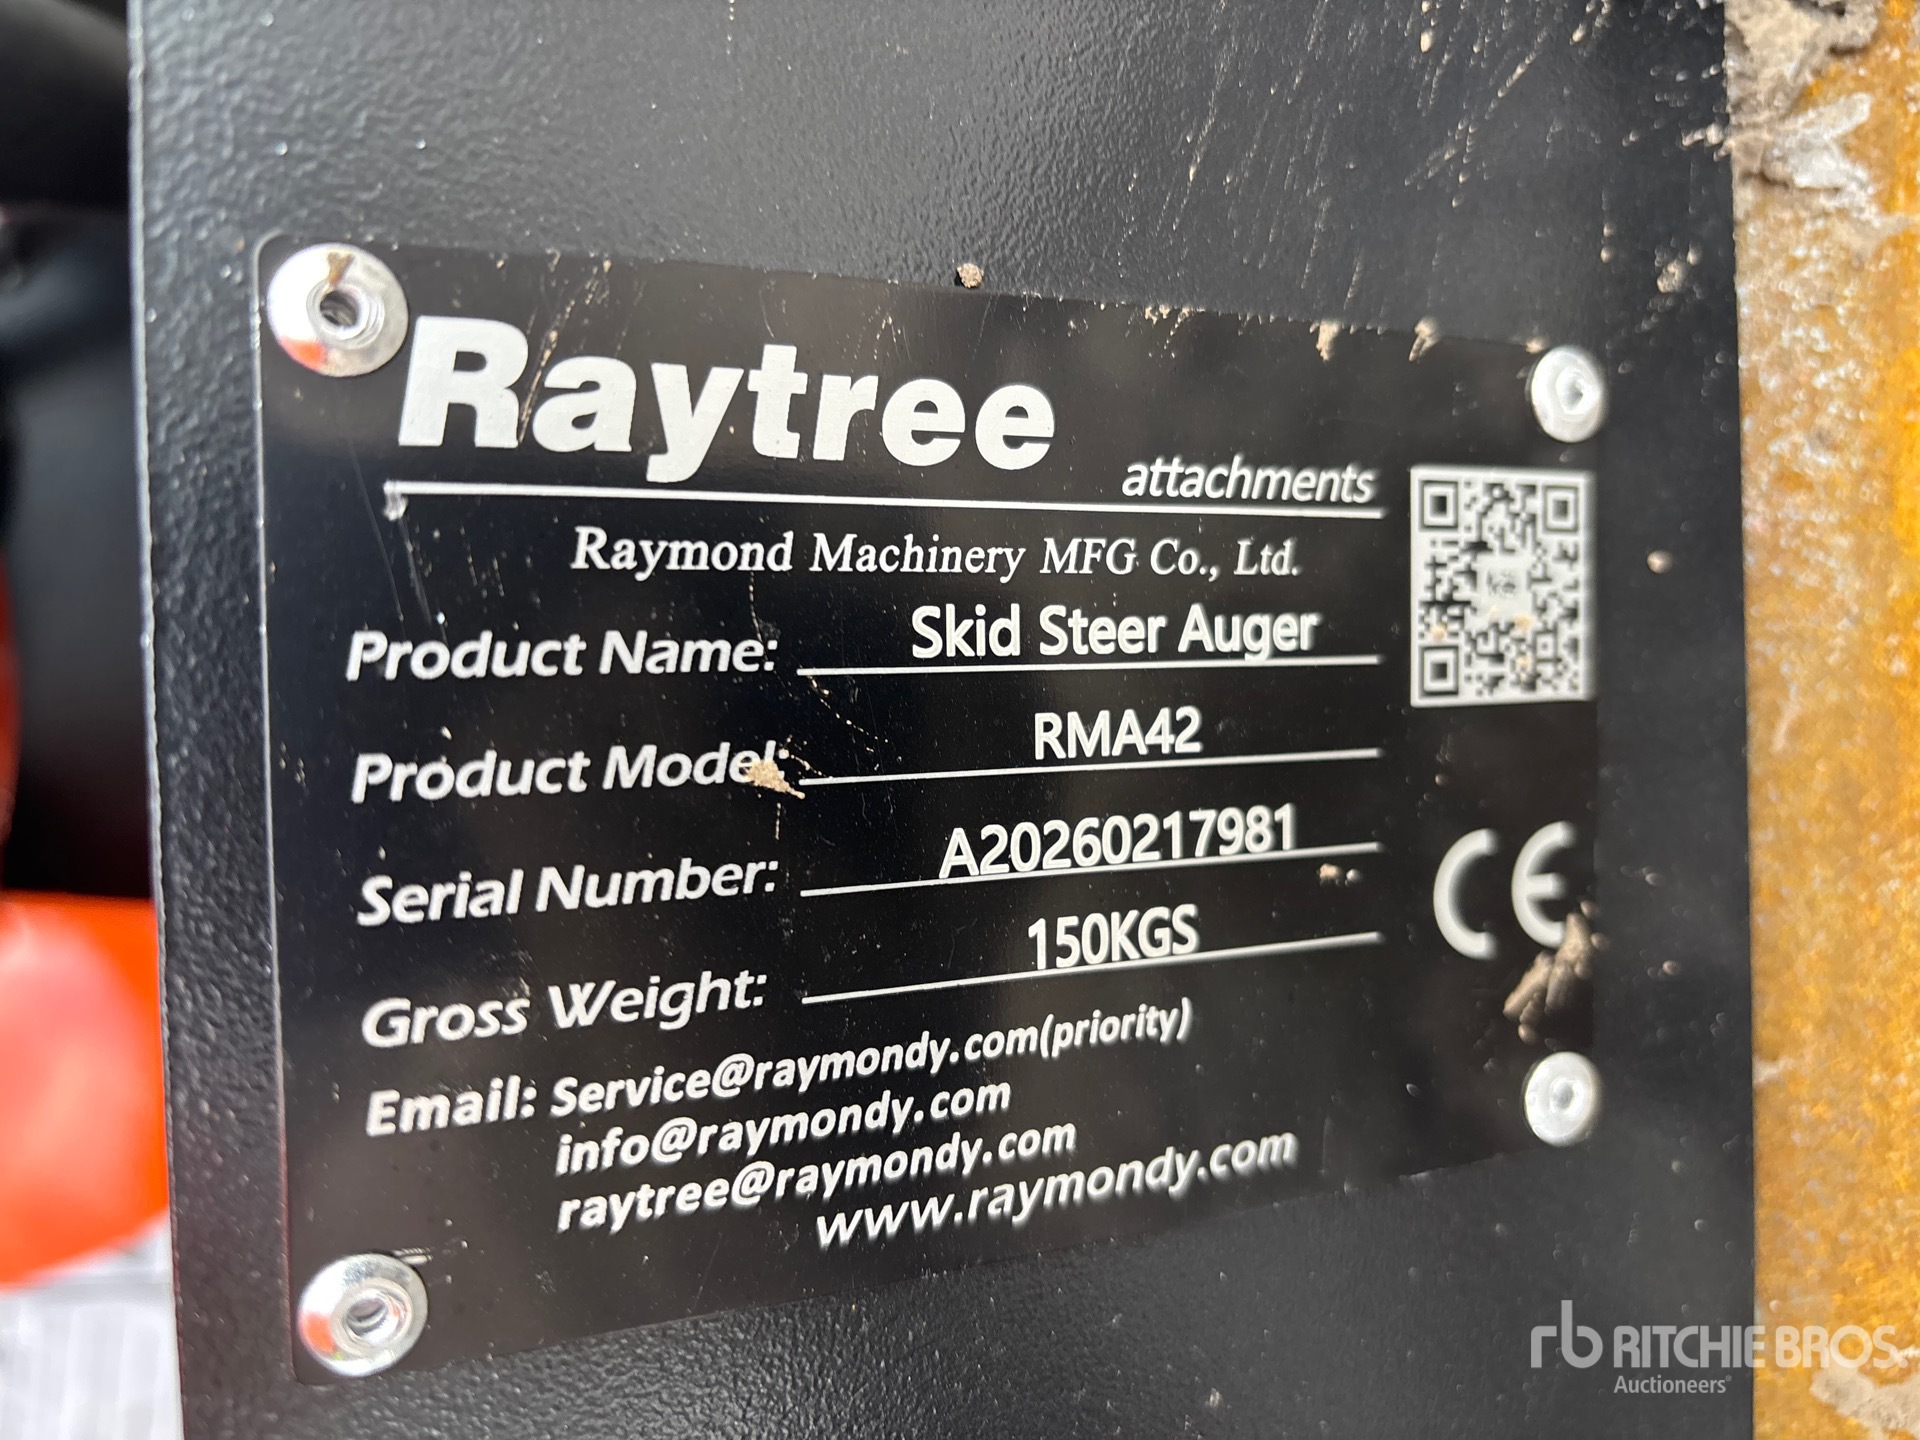 Raytree
attachments
Raymond Machinery MFG Co., Ltd.
Product Name: Skid Steer Auger
Product Model: RMA42
Serial Number: A20260217981
Gross Weight: 150KGS
CE
Email: Service@raymondy.com(priority)
info@raymondy.com
raytree@raymondy.com
www.raymondy.com
rb RITCHIE BROS.
Auctioneers